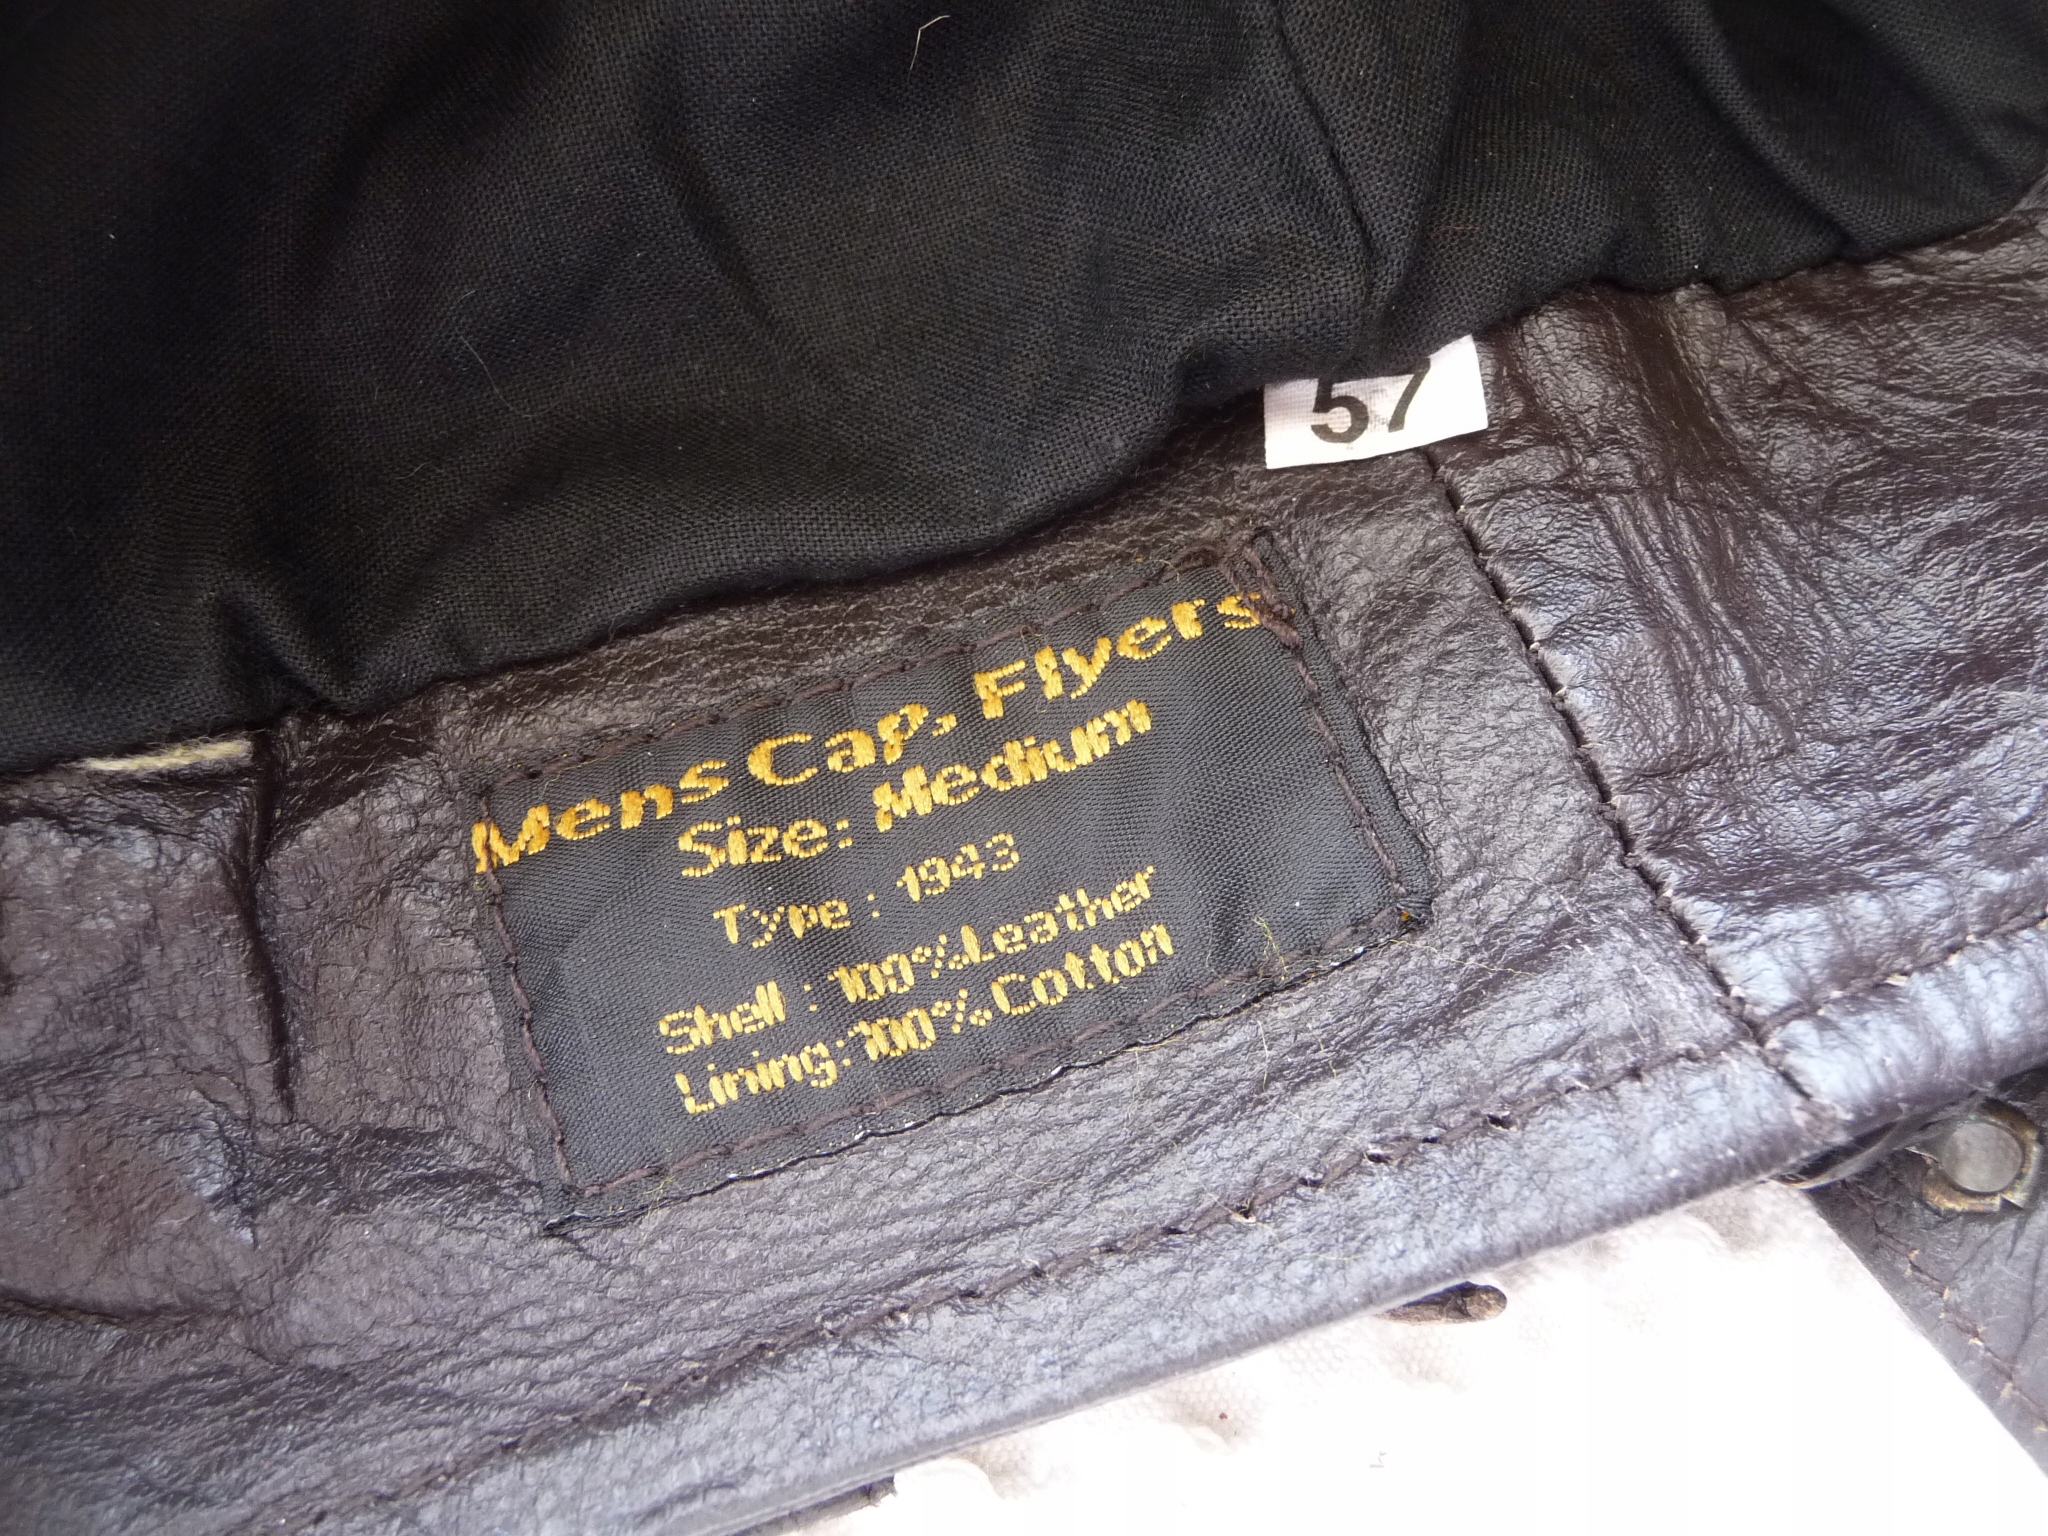 57
Mens Cap, Flyers
Size: Medium
Type : 1943
Shell : 100%Leather
Lining:100%Cotton